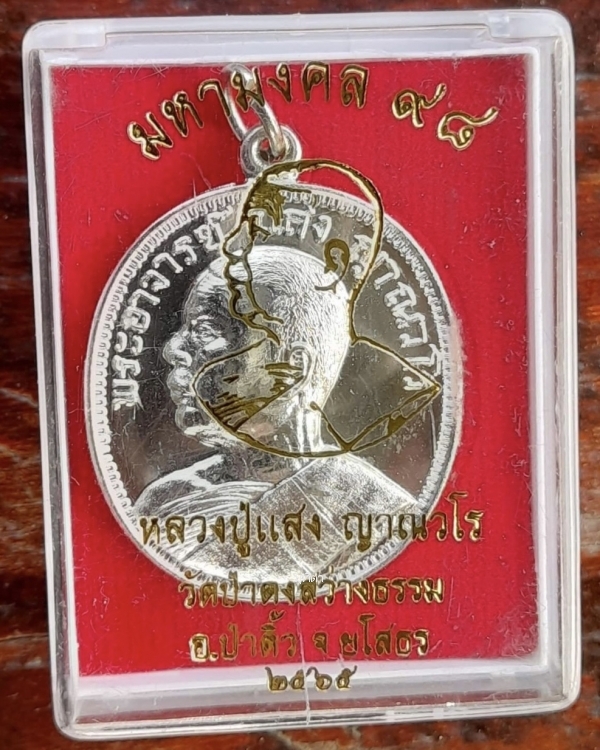 มหามงคล ๙๘
พระอาจารย์แสง ญาณวโร
หลวงปู่แสง ญาณวโร
วัดป่าดงสว่างธรรม
อ.ป่าติ้ว จ.ยโสธร
๒๕๖๕